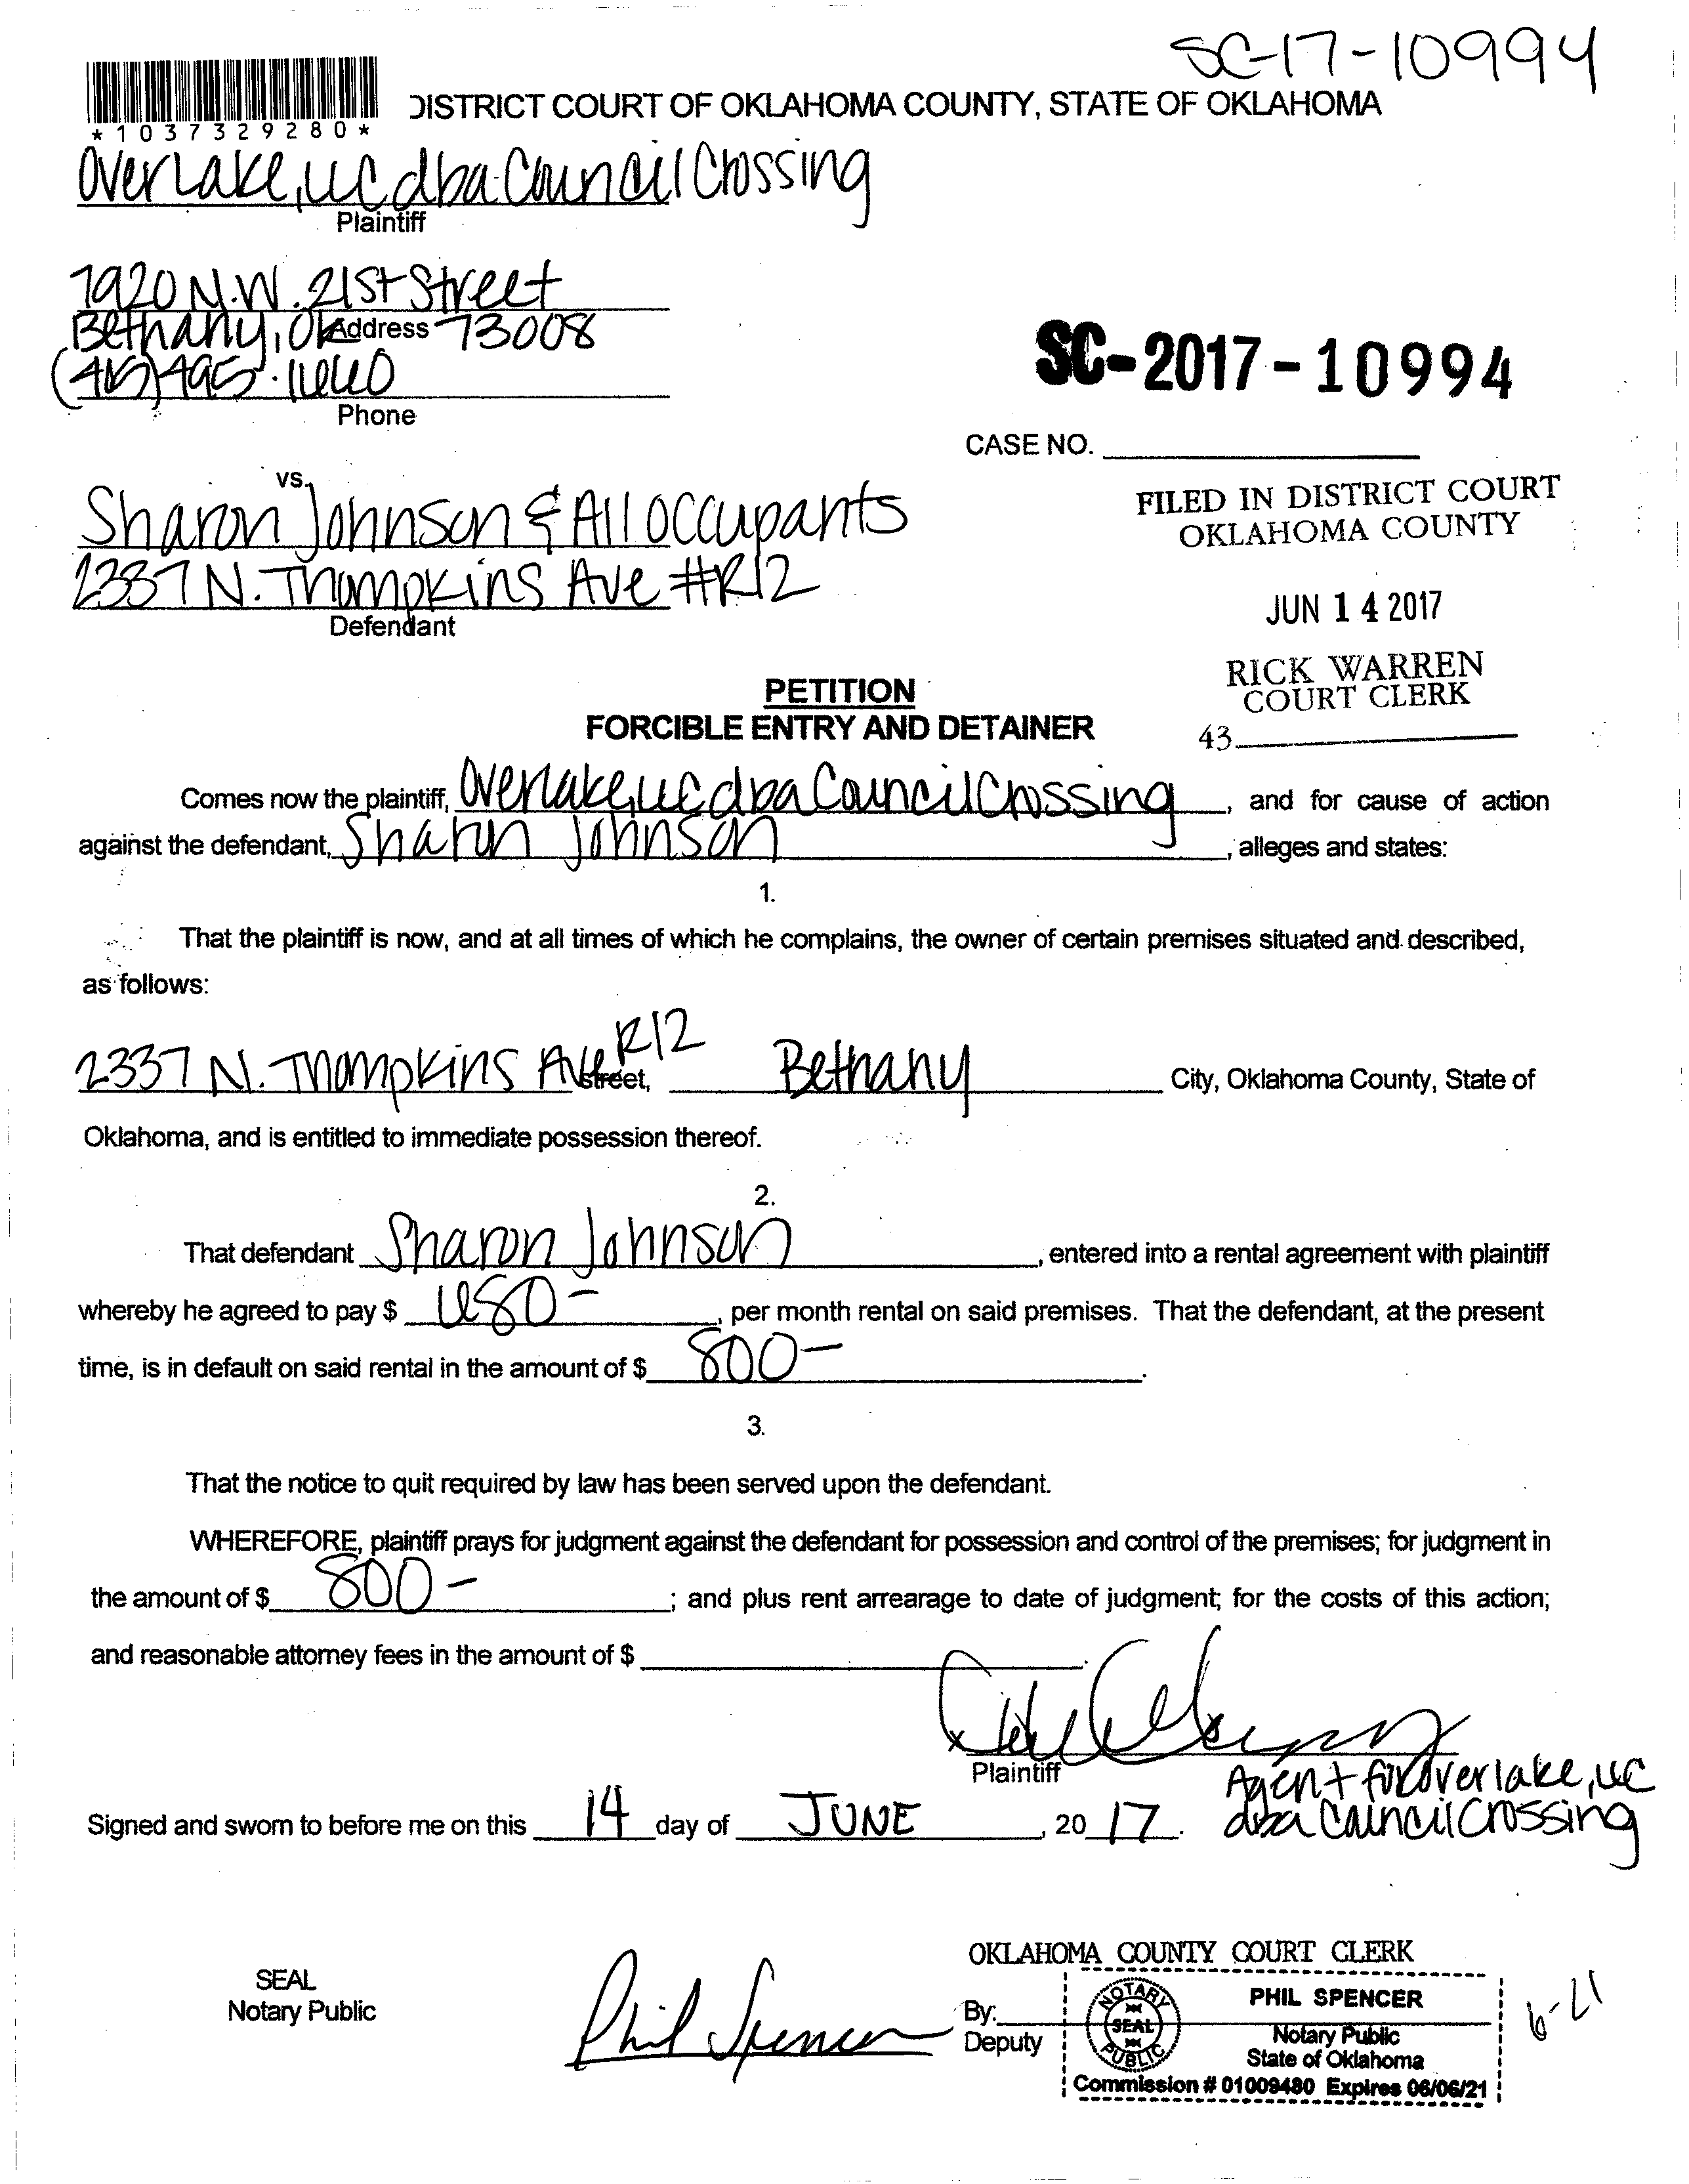 SC-17-10994
*1037329280*
DISTRICT COURT OF OKLAHOMA COUNTY, STATE OF OKLAHOMA
Overlake, LLC dba Council Crossing
Plaintiff
7920 N.W. 21st Street
Bethany, OK 73008
Address
(405) 495-1660
Phone
SC-2017-10994
CASE NO.
vs.
Sharon Johnson & All occupants
2337 N. Thompkins Ave #R12
Defendant
FILED IN DISTRICT COURT
OKLAHOMA COUNTY
JUN 14 2017
RICK WARREN
COURT CLERK
43
PETITION
FORCIBLE ENTRY AND DETAINER
Comes now the plaintiff, Overlake, LLC dba Council Crossing, and for cause of action
against the defendant, Sharon Johnson, alleges and states:
1.
That the plaintiff is now, and at all times of which he complains, the owner of certain premises situated and described,
as follows:
2337 N. Thompkins Ave R12 street, Bethany City, Oklahoma County, State of
Oklahoma, and is entitled to immediate possession thereof.
2.
That defendant Sharon Johnson, entered into a rental agreement with plaintiff
whereby he agreed to pay $ 650-, per month rental on said premises. That the defendant, at the present
time, is in default on said rental in the amount of $ 800-.
3.
That the notice to quit required by law has been served upon the defendant.
WHEREFORE, plaintiff prays for judgment against the defendant for possession and control of the premises; for judgment in
the amount of $ 800-; and plus rent arrearage to date of judgment; for the costs of this action;
and reasonable attorney fees in the amount of $
x
Plaintiff
Agent for Overlake, LLC
dba Council Crossing
Signed and sworn to before me on this 14 day of JUNE, 2017.
OKLAHOMA COUNTY COURT CLERK
SEAL
Notary Public
Phil Spencer
By:
Deputy
NOTARY SEAL PUBLIC
PHIL SPENCER
Notary Public
State of Oklahoma
Commission # 01009480 Expires 06/06/21
6-21